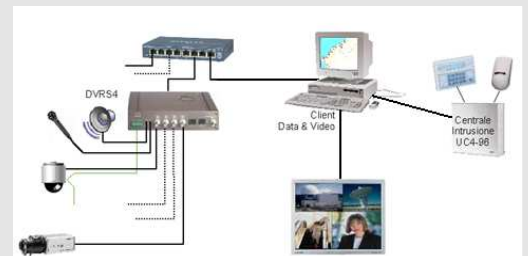 DVRS4
Client
Data & Video
Centrale
Intrusione
UC4-96